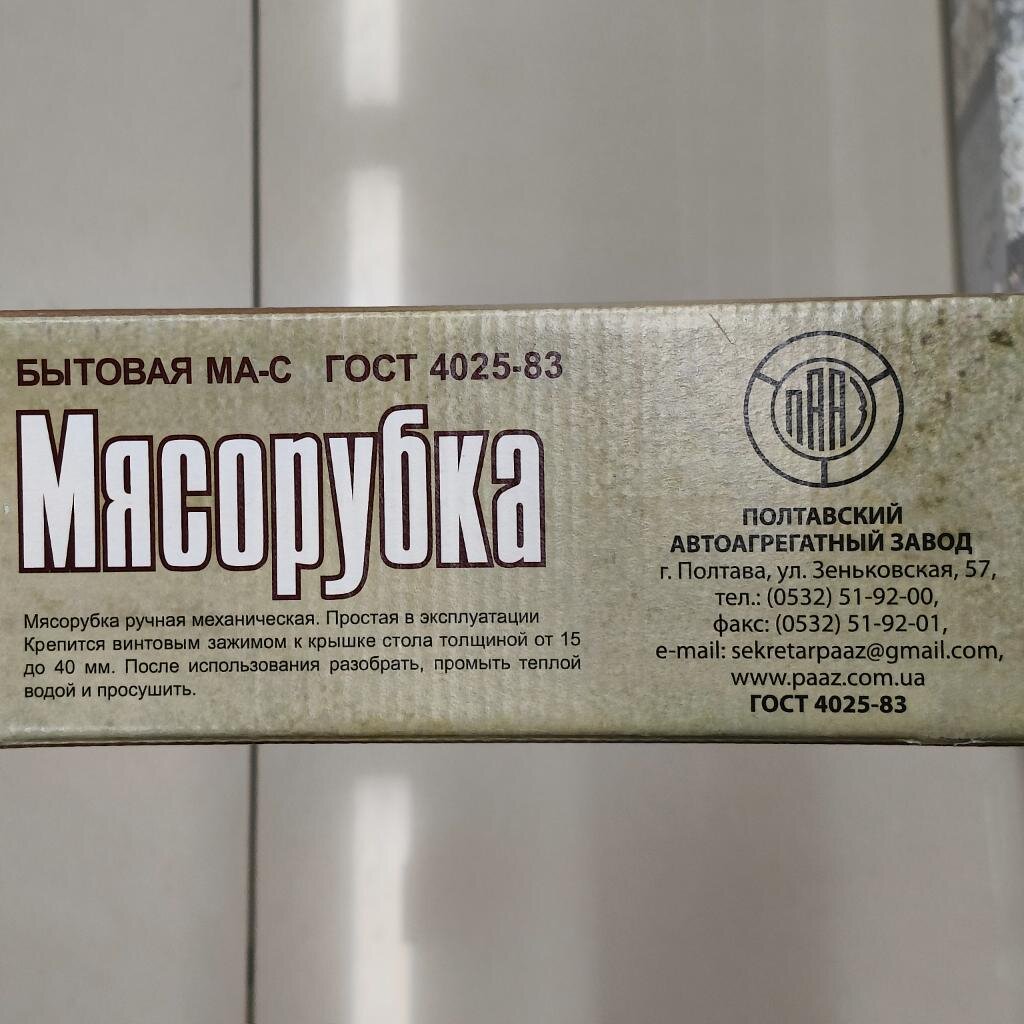 БЫТОВАЯ МА-С ГОСТ 4025-83
Мясорубка
Мясорубка ручная механическая. Простая в эксплуатации
Крепится винтовым зажимом к крышке стола толщиной от 15
до 40 мм. После использования разобрать, промыть теплой
водой и просушить.
ПААЗ
ПОЛТАВСКИЙ
АВТОАГРЕГАТНЫЙ ЗАВОД
г. Полтава, ул. Зеньковская, 57,
тел.: (0532) 51-92-00,
факс: (0532) 51-92-01,
e-mail: sekretarpaaz@gmail.com,
www.paaz.com.ua
ГОСТ 4025-83